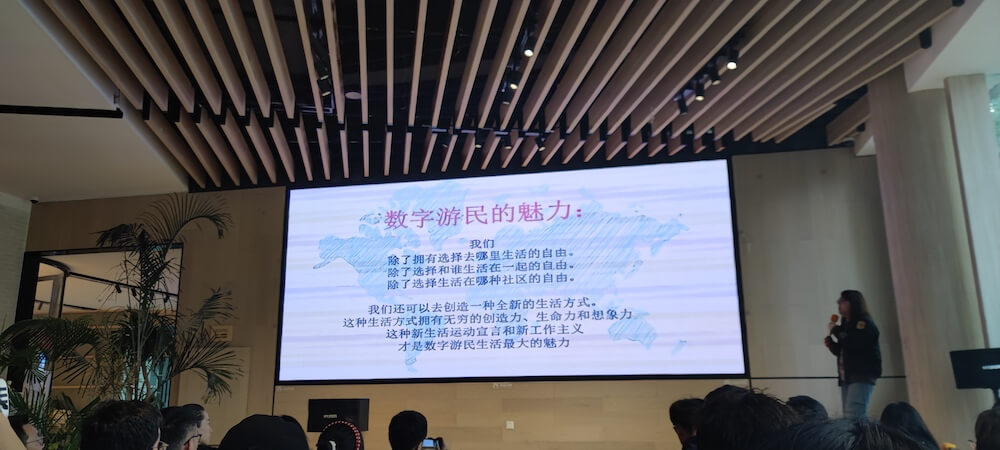 数字游民的魅力：
我们
除了拥有选择去哪里生活的自由。
除了选择和谁生活在一起的自由。
除了选择生活在哪种社区的自由。
我们还可以去创造一种全新的生活方式。
这种生活方式拥有无穷的创造力、生命力和想象力
这种新生活运动宣言和新工作主义
才是数字游民生活最大的魅力